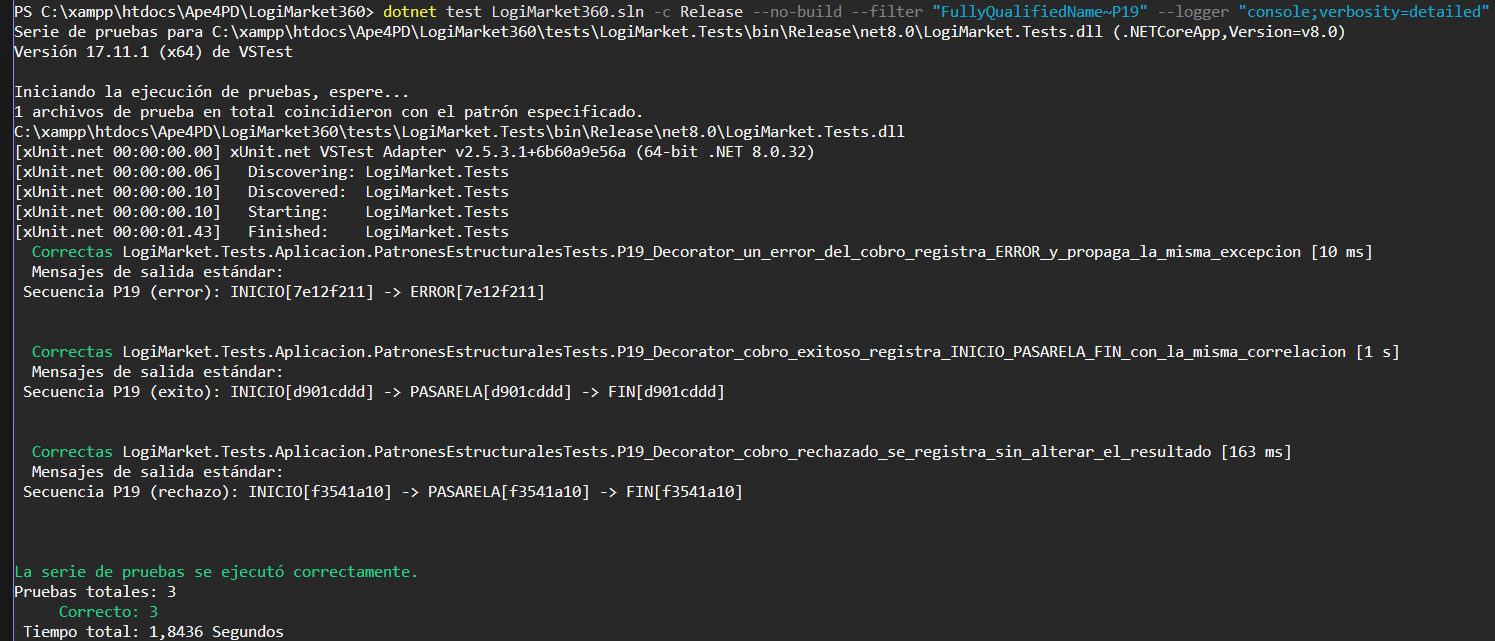 PS C:\xampp\htdocs\Ape4PD\LogiMarket360> dotnet test LogiMarket360.sln -c Release --no-build --filter "FullyQualifiedName~P19" --logger "console;verbosity=detailed"
Serie de pruebas para C:\xampp\htdocs\Ape4PD\LogiMarket360\tests\LogiMarket.Tests\bin\Release\net8.0\LogiMarket.Tests.dll (.NETCoreApp,Version=v8.0)
Versión 17.11.1 (x64) de VSTest
Iniciando la ejecución de pruebas, espere...
1 archivos de prueba en total coincidieron con el patrón especificado.
C:\xampp\htdocs\Ape4PD\LogiMarket360\tests\LogiMarket.Tests\bin\Release\net8.0\LogiMarket.Tests.dll
[xUnit.net 00:00:00.00] xUnit.net VSTest Adapter v2.5.3.1+6b60a9e56a (64-bit .NET 8.0.32)
[xUnit.net 00:00:00.06]   Discovering: LogiMarket.Tests
[xUnit.net 00:00:00.10]   Discovered:  LogiMarket.Tests
[xUnit.net 00:00:00.10]   Starting:    LogiMarket.Tests
[xUnit.net 00:00:01.43]   Finished:    LogiMarket.Tests
  Correctas LogiMarket.Tests.Aplicacion.PatronesEstructuralesTests.P19_Decorator_un_error_del_cobro_registra_ERROR_y_propaga_la_misma_excepcion [10 ms]
  Mensajes de salida estándar:
 Secuencia P19 (error): INICIO[7e12f211] -> ERROR[7e12f211]
  Correctas LogiMarket.Tests.Aplicacion.PatronesEstructuralesTests.P19_Decorator_cobro_exitoso_registra_INICIO_PASARELA_FIN_con_la_misma_correlacion [1 s]
  Mensajes de salida estándar:
 Secuencia P19 (exito): INICIO[d901cddd] -> PASARELA[d901cddd] -> FIN[d901cddd]
  Correctas LogiMarket.Tests.Aplicacion.PatronesEstructuralesTests.P19_Decorator_cobro_rechazado_se_registra_sin_alterar_el_resultado [163 ms]
  Mensajes de salida estándar:
 Secuencia P19 (rechazo): INICIO[f3541a10] -> PASARELA[f3541a10] -> FIN[f3541a10]
La serie de pruebas se ejecutó correctamente.
Pruebas totales: 3
     Correcto: 3
 Tiempo total: 1,8436 Segundos